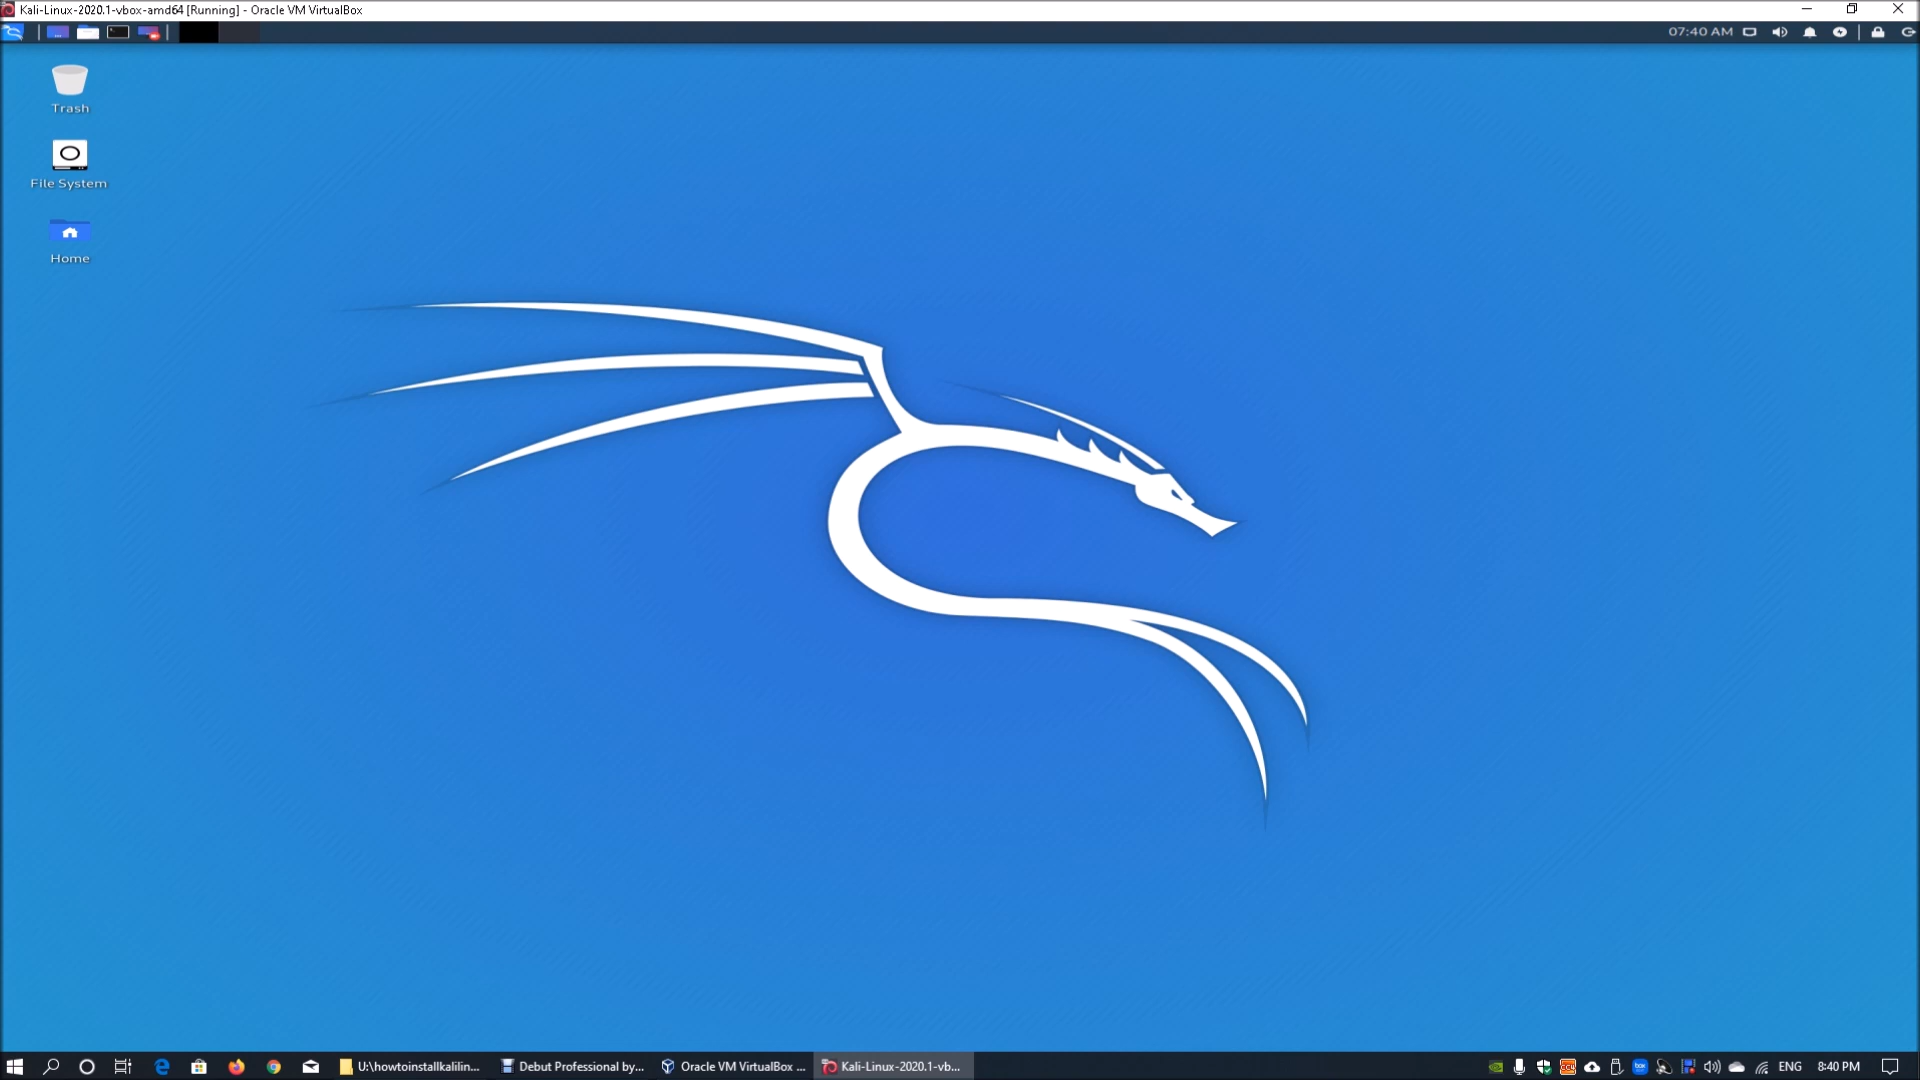 Kali-Linux-2020.1-vbox-amd64 [Running] - Oracle VM VirtualBox
07:40 AM
Trash
File System
Home
U:\howtoinstallkalilin... Debut Professional by... Oracle VM VirtualBox ... Kali-Linux-2020.1-vb... ENG 8:40 PM